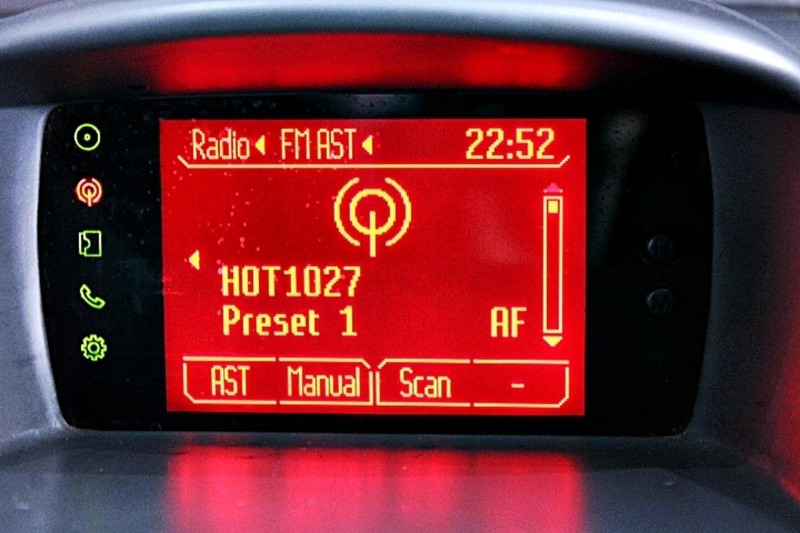 Radio FM AST 22:52
HOT1027
Preset 1 AF
AST Manual Scan -